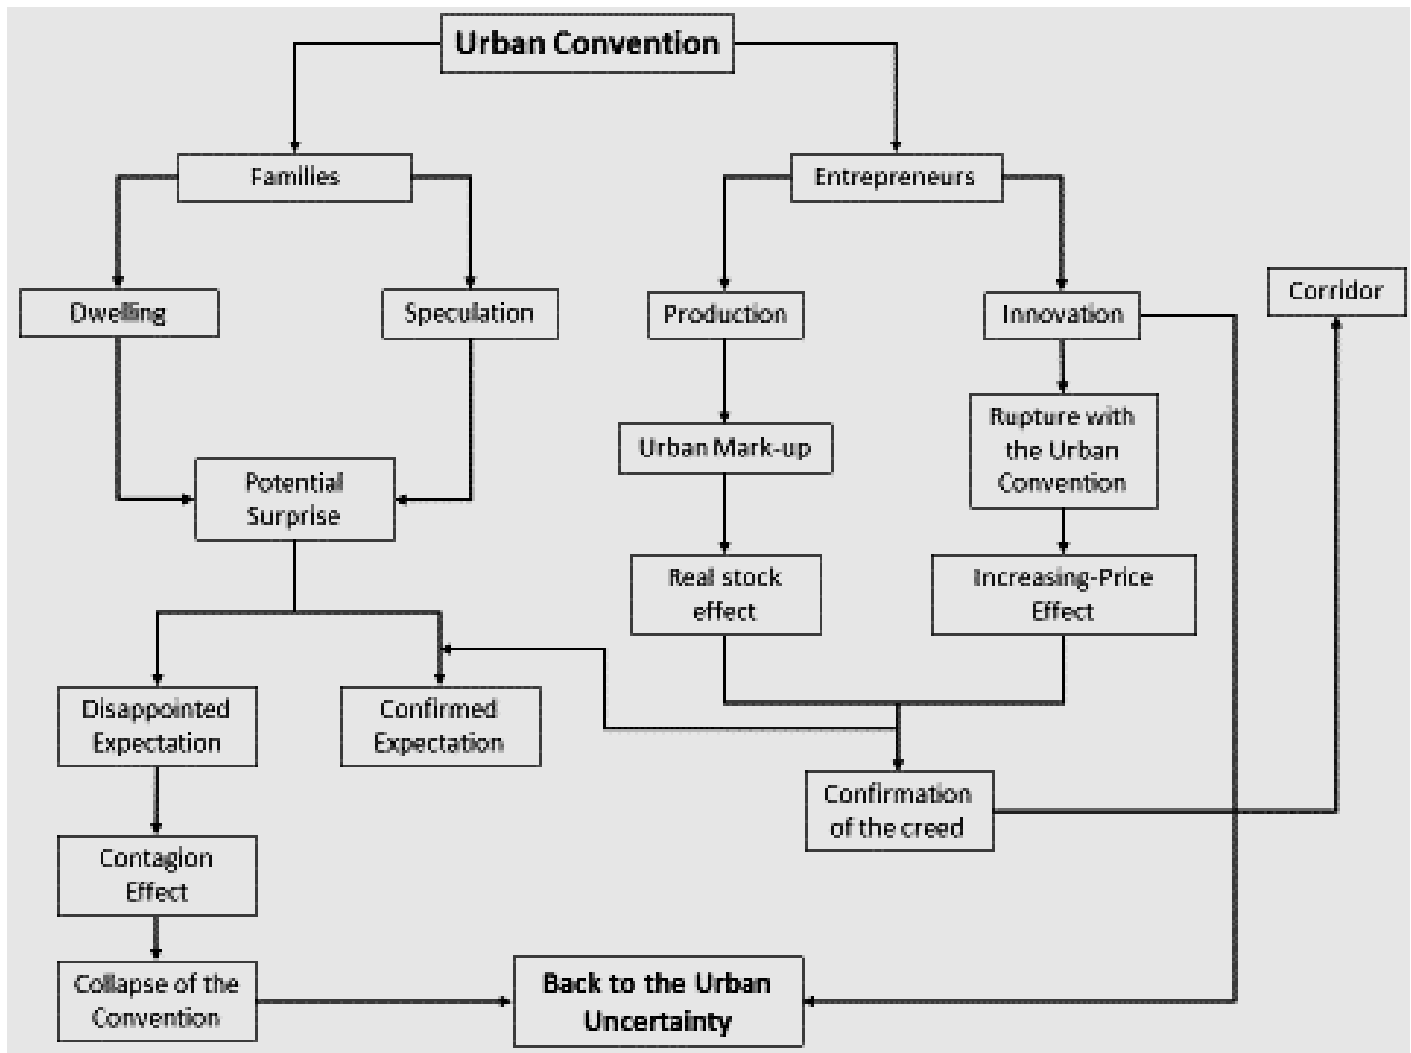 Urban Convention
Families
Entrepreneurs
Dwelling
Speculation
Production
Innovation
Corridor
Urban Mark-up
Rupture with
the Urban
Convention
Potential
Surprise
Real stock
effect
Increasing-Price
Effect
Disappointed
Expectation
Confirmed
Expectation
Confirmation
of the creed
Contagion
Effect
Collapse of the
Convention
Back to the Urban
Uncertainty